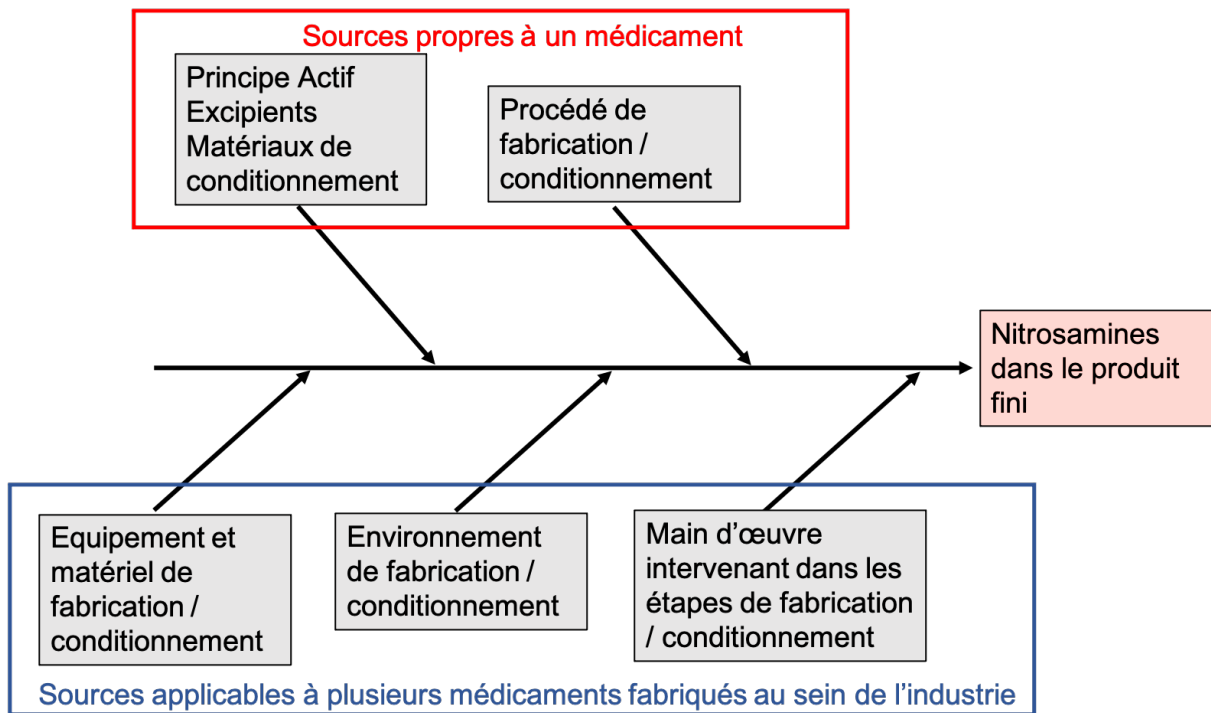 Sources propres à un médicament
Principe Actif
Excipients
Matériaux de
conditionnement
Procédé de
fabrication /
conditionnement
Nitrosamines
dans le produit
fini
Equipement et
matériel de
fabrication /
conditionnement
Environnement
de fabrication /
conditionnement
Main d’œuvre
intervenant dans les
étapes de fabrication
/ conditionnement
Sources applicables à plusieurs médicaments fabriqués au sein de l’industrie